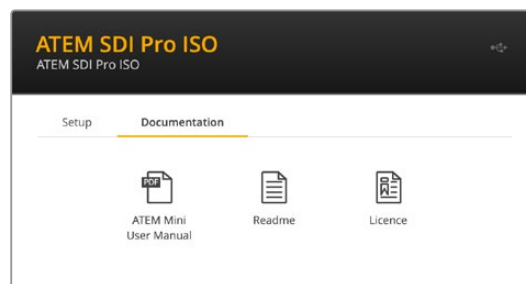 ATEM SDI Pro ISO
ATEM SDI Pro ISO
Setup
Documentation
PDF
ATEM Mini
User Manual
Readme
Licence